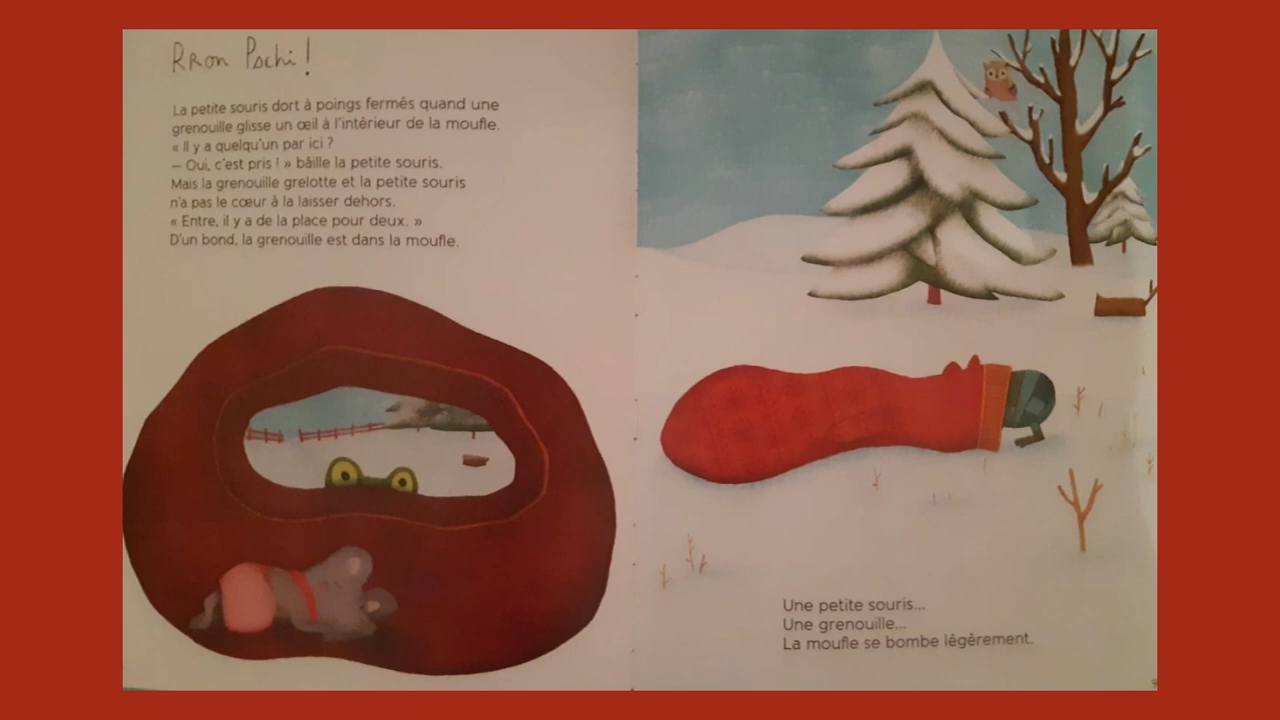 RRon Pschi !
La petite souris dort à poings fermés quand une
grenouille glisse un œil à l'intérieur de la moufle.
« Il y a quelqu'un par ici ?
– Oui, c'est pris ! » bâille la petite souris.
Mais la grenouille grelotte et la petite souris
n'a pas le cœur à la laisser dehors.
« Entre, il y a de la place pour deux. »
D'un bond, la grenouille est dans la moufle.
Une petite souris...
Une grenouille...
La moufle se bombe légèrement.